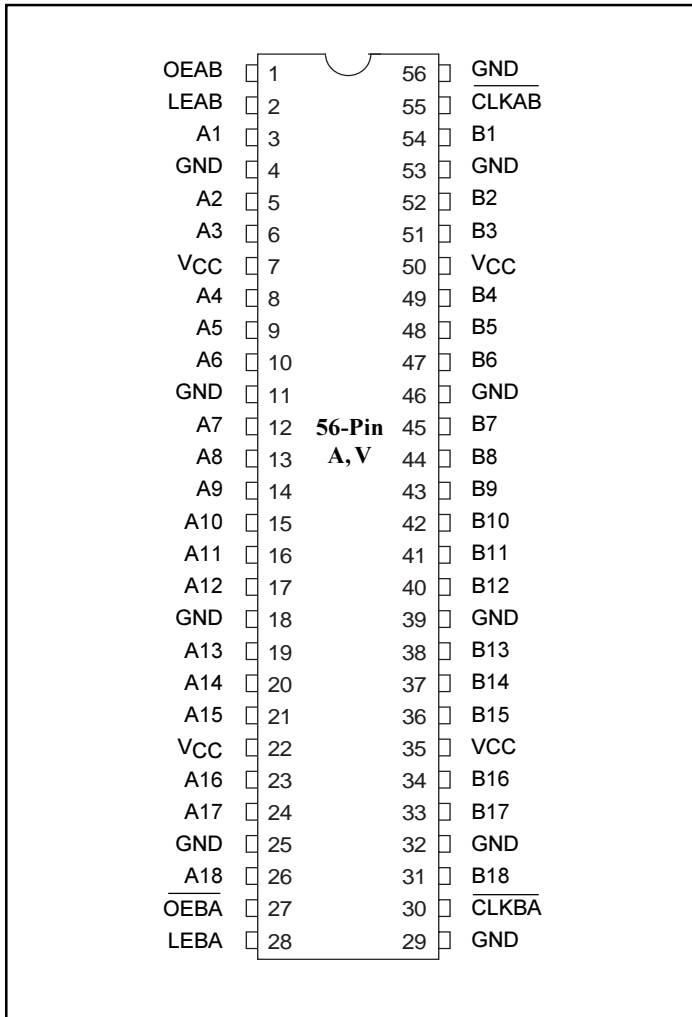 OEAB 1 56 GND
LEAB 2 55 C̅L̅K̅A̅B̅
A1 3 54 B1
GND 4 53 GND
A2 5 52 B2
A3 6 51 B3
VCC 7 50 VCC
A4 8 49 B4
A5 9 48 B5
A6 10 47 B6
GND 11 46 GND
A7 12 56-Pin 45 B7
A8 13 A, V 44 B8
A9 14 43 B9
A10 15 42 B10
A11 16 41 B11
A12 17 40 B12
GND 18 39 GND
A13 19 38 B13
A14 20 37 B14
A15 21 36 B15
VCC 22 35 VCC
A16 23 34 B16
A17 24 33 B17
GND 25 32 GND
A18 26 31 B18
O̅E̅B̅A̅ 27 30 C̅L̅K̅B̅A̅
LEBA 28 29 GND